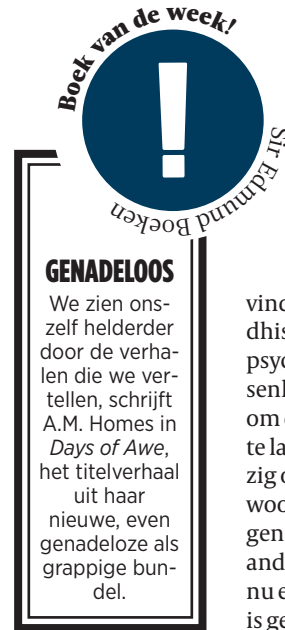 Boek van de week!
!
Sir Edmund Boeken
GENADELOOS
We zien ons-
zelf helderder
door de verha-
len die we ver-
tellen, schrijft
A.M. Homes in
Days of Awe,
het titelverhaal
uit haar
nieuwe, even
genadeloze als
grappige bun-
del.
vind
dhis
psyc
senl
om
te la
zig
woo
gen
and
nu e
is ge